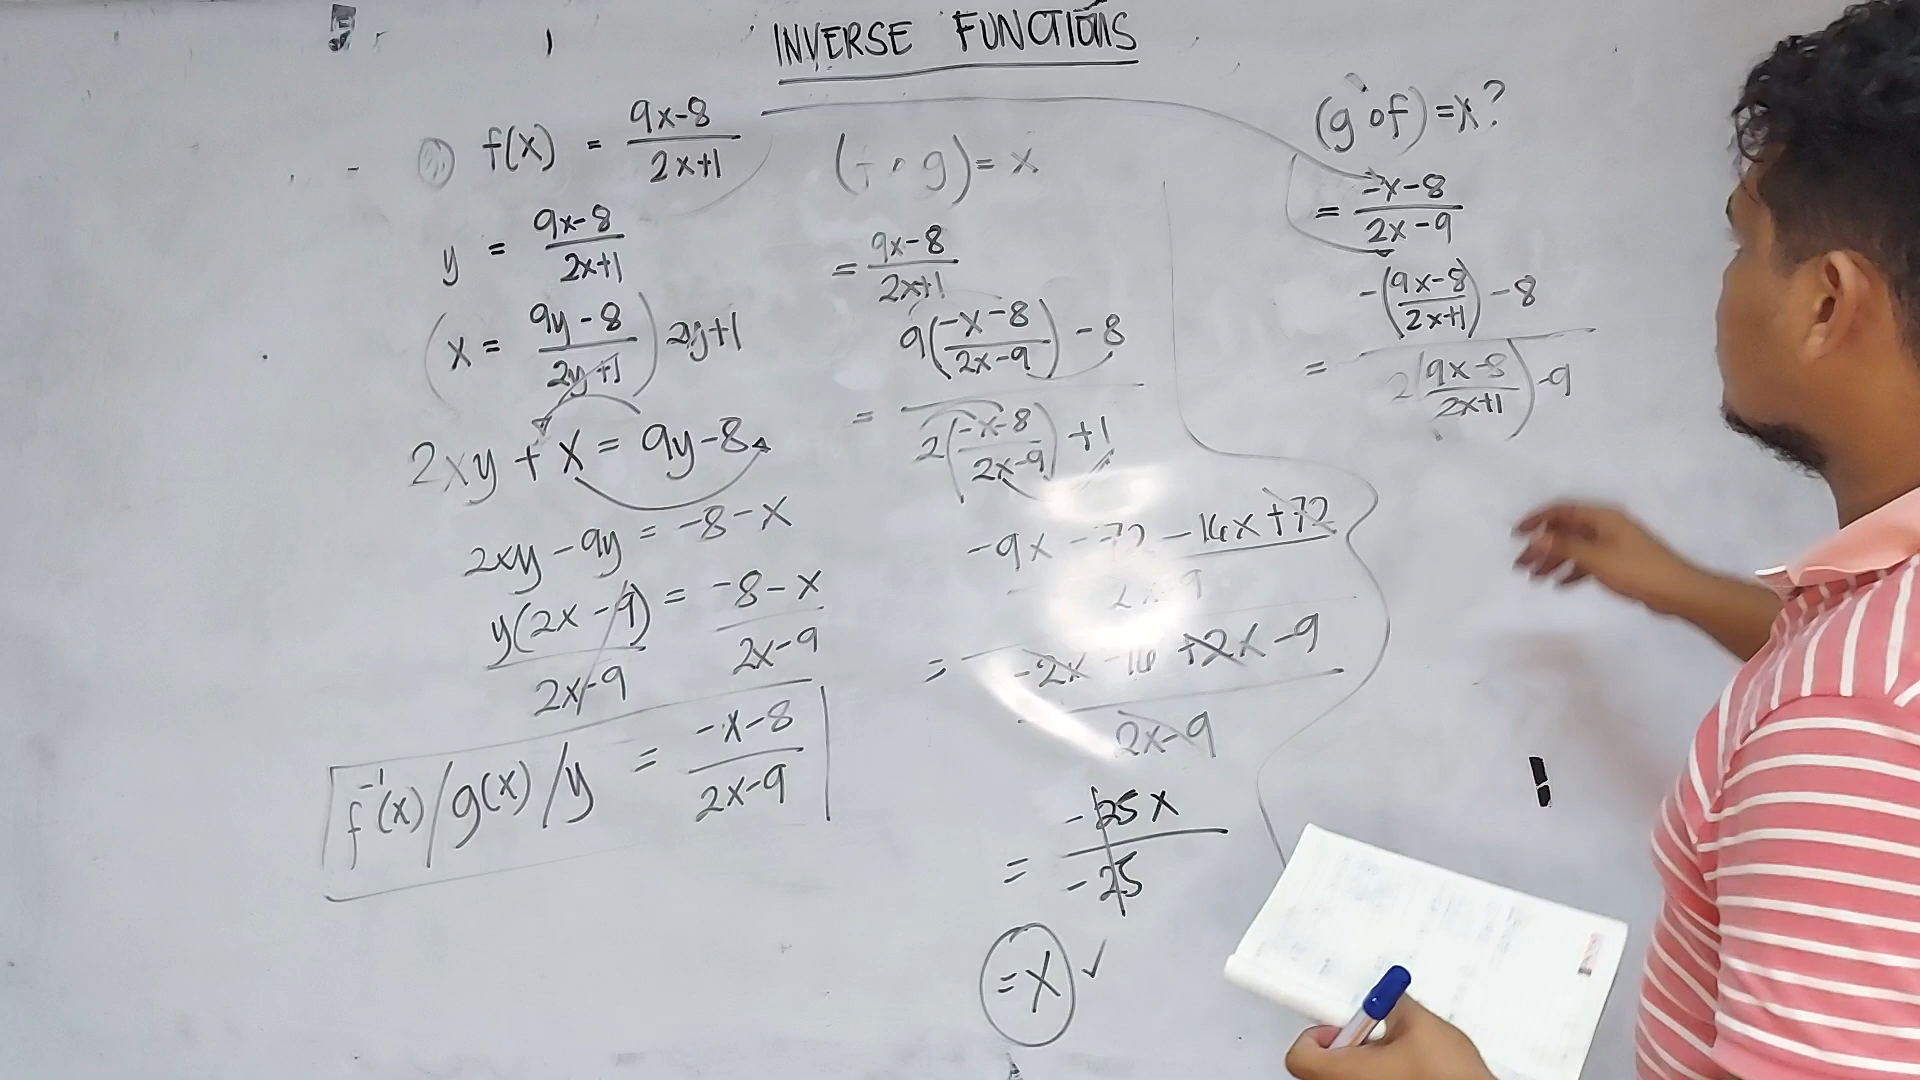 INVERSE FUNCTIONS
f(x) = 9x-8
2x+1
y = 9x-8
2x+1
(x = 9y-8) 2y+1
2y+1
2xy + x = 9y-8
2xy - 9y = -8-x
y(2x-9) = -8-x
2x-9 2x-9
f⁻¹(x)/g(x)/y = -x-8
2x-9
(f∘g)= x
= 9x-8
2x+1
9(-x-8) -8
2x-9
=
2(-x-8) +1
2x-9
-9x -72 -16x +72
2x-9
= -2x -16 +2x -9
2x-9
= -25x
-25
= x ✓
(g∘f)=x?
= -x-8
2x-9
-(9x-8) -8
2x+1
=
2(9x-8) -9
2x+1